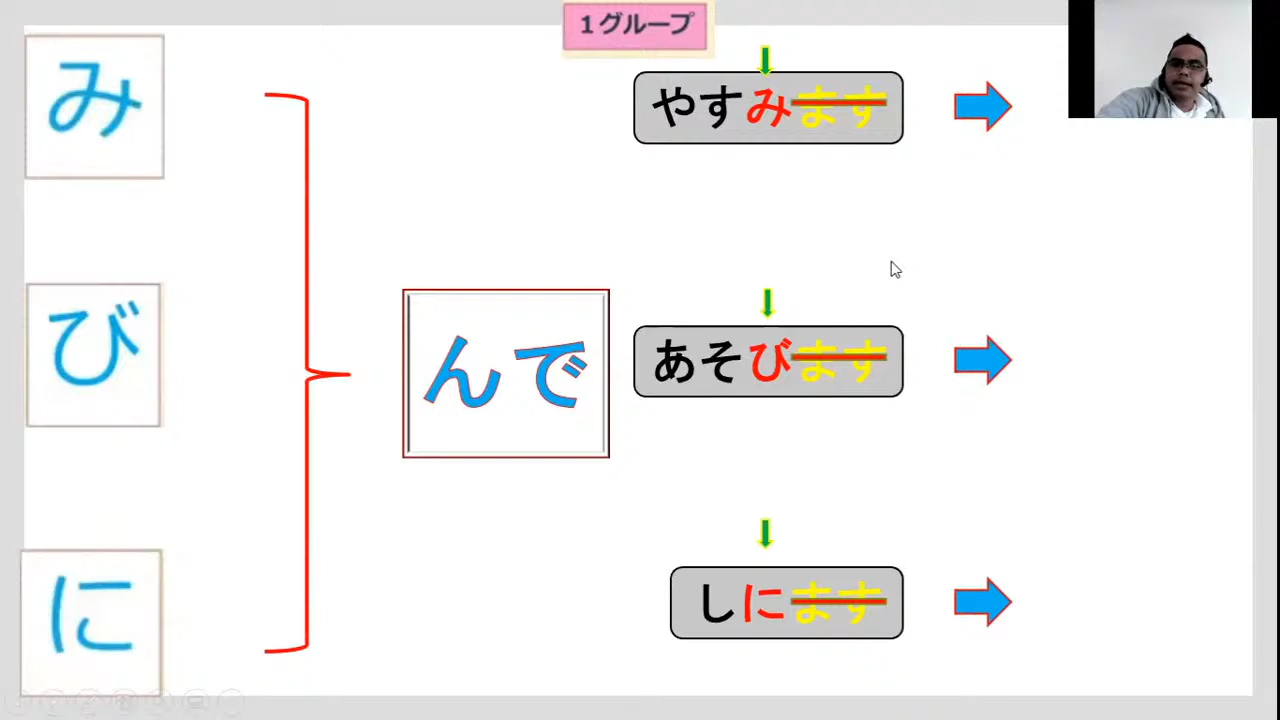 １グループ
み
び
に
んで
やすみます
あそびます
しにます